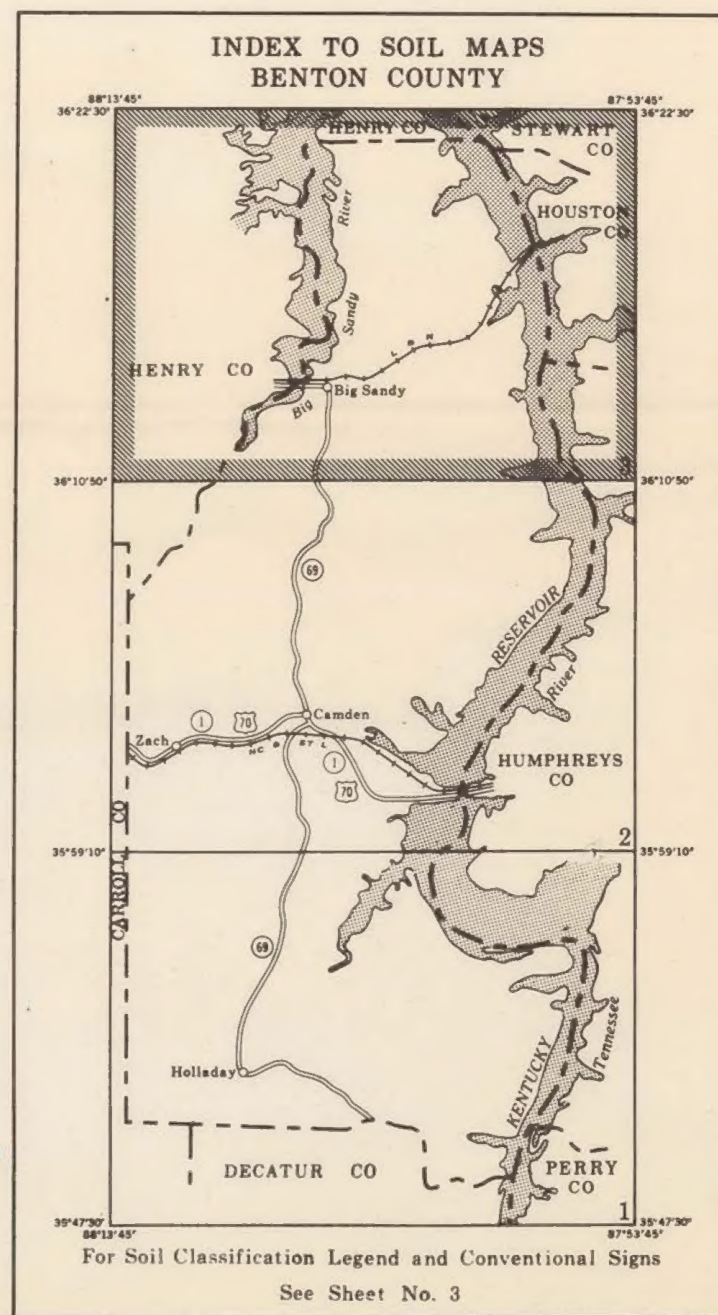 INDEX TO SOIL MAPS
BENTON COUNTY
88°13'45"
87°53'45"
36°22'30"
36°22'30"
HENRY CO
STEWART
CO
HOUSTON
CO
River
Sandy
L & N
HENRY CO
Big
Big Sandy
3
36°10'50"
36°10'50"
69
RESERVOIR
River
Camden
1
70
Zach
NC & ST L
1
70
HUMPHREYS
CO
2
35°59'10"
35°59'10"
CARROLL CO
69
KENTUCKY
Tennessee
Holladay
DECATUR CO
PERRY
CO
1
35°47'30"
35°47'30"
88°13'45"
87°53'45"
For Soil Classification Legend and Conventional Signs
See Sheet No. 3